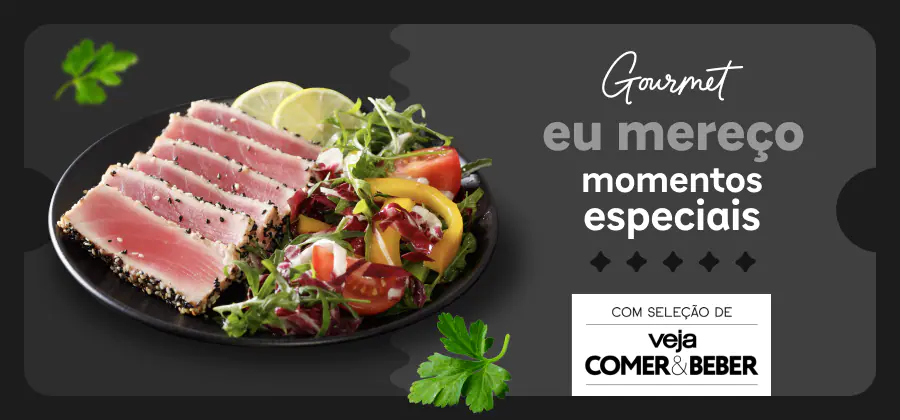 Gourmet
eu mereço
momentos
especiais
COM SELEÇÃO DE
veja
COMER&BEBER